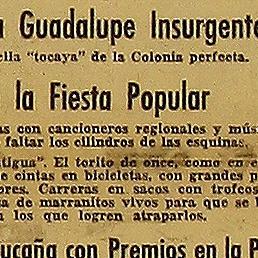 a Guadalupe Insurgente
ella "tocaya" de la Colonia perfecta.
la Fiesta Popular
as con cancioneros regionales y mús
faltar los cilindros de las esquinas.
tigua". El torito de once, como en e
e cintas en bicicletas, con grandes p
ores. Carreras en sacos con trofeos
a de marranitos vivos para que se l
los que logren atraparlos.
ucaña con Premios en la P